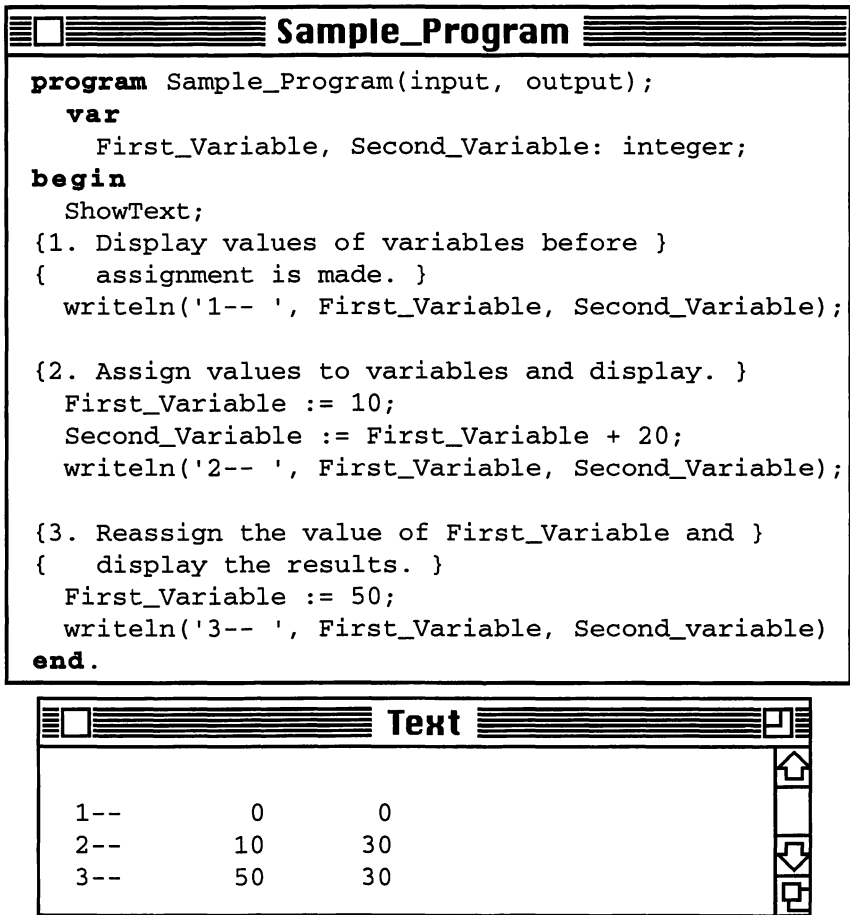 Sample_Program
program Sample_Program(input, output);
var
First_Variable, Second_Variable: integer;
begin
ShowText;
{1. Display values of variables before }
{ assignment is made. }
writeln('1-- ', First_Variable, Second_Variable);
{2. Assign values to variables and display. }
First_Variable := 10;
Second_Variable := First_Variable + 20;
writeln('2-- ', First_Variable, Second_Variable);
{3. Reassign the value of First_Variable and }
{ display the results. }
First_Variable := 50;
writeln('3-- ', First_Variable, Second_variable)
end.
Text
1-- 0 0
2-- 10 30
3-- 50 30